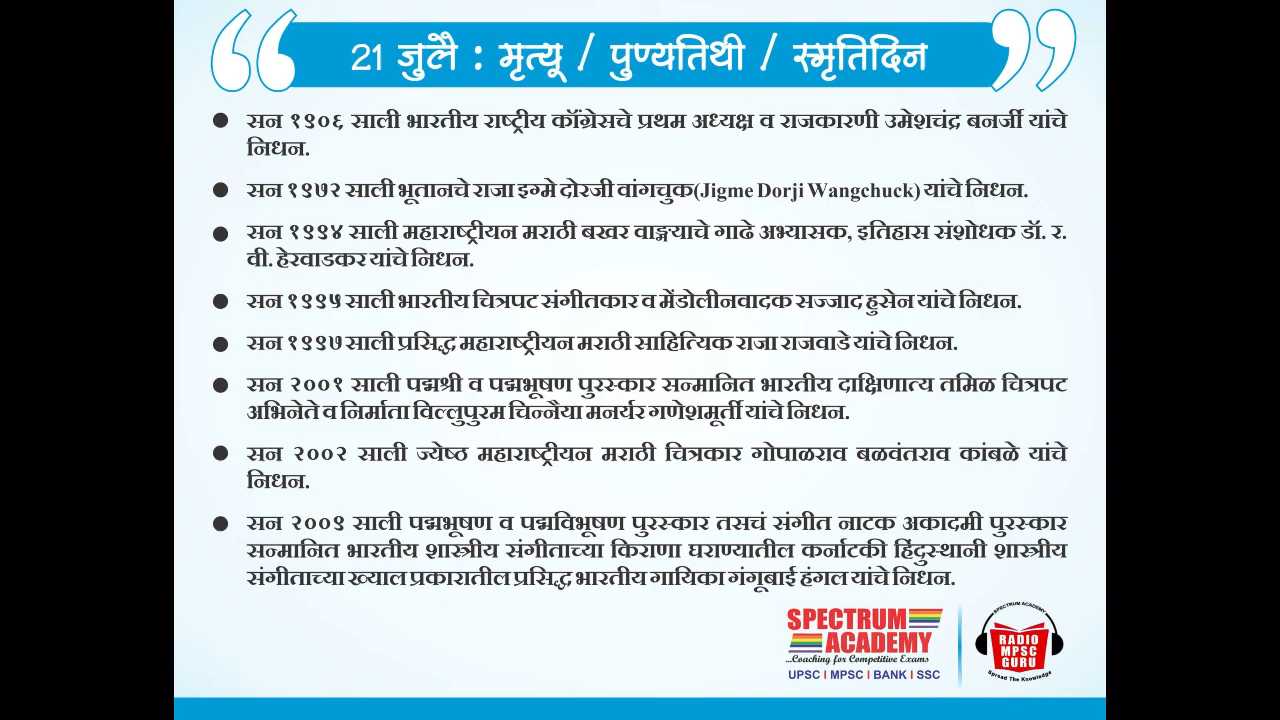 21 जुलै : मृत्यू / पुण्यतिथी / स्मृतिदिन
● सन १९०६ साली भारतीय राष्ट्रीय काँग्रेसचे प्रथम अध्यक्ष व राजकारणी उमेशचंद्र बनर्जी यांचे
निधन.
● सन १९७२ साली भूतानचे राजा इग्मे दोरजी वांगचुक(Jigme Dorji Wangchuck) यांचे निधन.
● सन १९९४ साली महाराष्ट्रीयन मराठी बखर वाङ्मयाचे गाढे अभ्यासक, इतिहास संशोधक डॉ. र.
वी. हेरवाडकर यांचे निधन.
● सन १९९५ साली भारतीय चित्रपट संगीतकार व मेंडोलीनवादक सज्जाद हुसेन यांचे निधन.
● सन १९९७ साली प्रसिद्ध महाराष्ट्रीयन मराठी साहित्यिक राजा राजवाडे यांचे निधन.
● सन २००१ साली पद्मश्री व पद्मभूषण पुरस्कार सन्मानित भारतीय दाक्षिणात्य तमिळ चित्रपट
अभिनेते व निर्माता विल्लुपुरम चिन्नैया मनर्यर गणेशमूर्ती यांचे निधन.
● सन २००२ साली ज्येष्ठ महाराष्ट्रीयन मराठी चित्रकार गोपाळराव बळवंतराव कांबळे यांचे
निधन.
● सन २००९ साली पद्मभूषण व पद्मविभूषण पुरस्कार तसचं संगीत नाटक अकादमी पुरस्कार
सन्मानित भारतीय शास्त्रीय संगीताच्या किराणा घराण्यातील कर्नाटकी हिंदुस्थानी शास्त्रीय
संगीताच्या ख्याल प्रकारातील प्रसिद्ध भारतीय गायिका गंगूबाई हंगल यांचे निधन.
SPECTRUM
ACADEMY
...Coaching for Competitive Exams
UPSC | MPSC | BANK | SSC
SPECTRUM ACADEMY
RADIO
MPSC
GURU
Spread The Knowledge